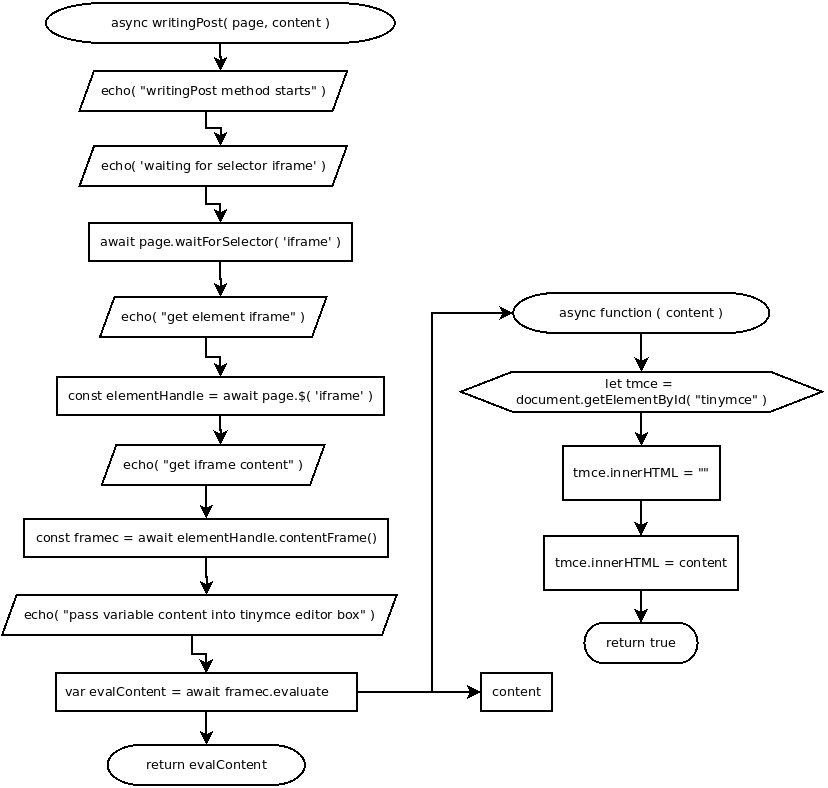 async writingPost( page, content )
echo( "writingPost method starts" )
echo( 'waiting for selector iframe' )
await page.waitForSelector( 'iframe' )
echo( "get element iframe" )
const elementHandle = await page.$( 'iframe' )
echo( "get iframe content" )
const framec = await elementHandle.contentFrame()
echo( "pass variable content into tinymce editor box" )
var evalContent = await framec.evaluate
return evalContent
async function ( content )
let tmce =
document.getElementById( "tinymce" )
tmce.innerHTML = ""
tmce.innerHTML = content
return true
content